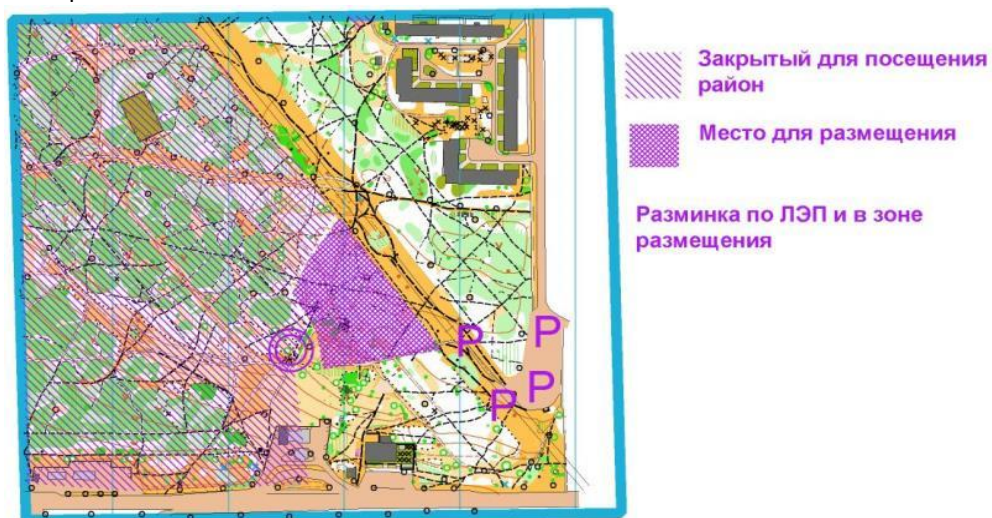 Закрытый для посещения
район
Место для размещения
Разминка по ЛЭП и в зоне
размещения
P
P
P
P